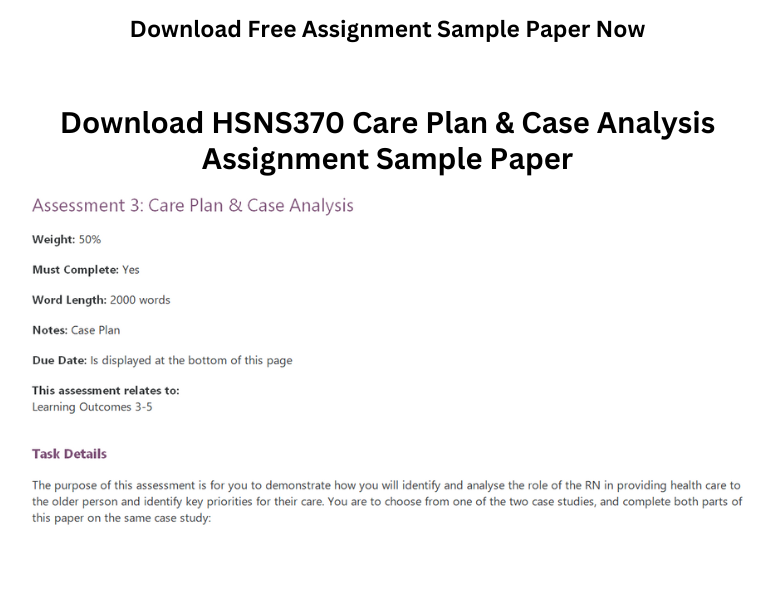 Download Free Assignment Sample Paper Now
Download HSNS370 Care Plan & Case Analysis
Assignment Sample Paper
Assessment 3: Care Plan & Case Analysis
Weight: 50%
Must Complete: Yes
Word Length: 2000 words
Notes: Case Plan
Due Date: Is displayed at the bottom of this page
This assessment relates to:
Learning Outcomes 3-5
Task Details
The purpose of this assessment is for you to demonstrate how you will identify and analyse the role of the RN in providing health care to
the older person and identify key priorities for their care. You are to choose from one of the two case studies, and complete both parts of
this paper on the same case study: